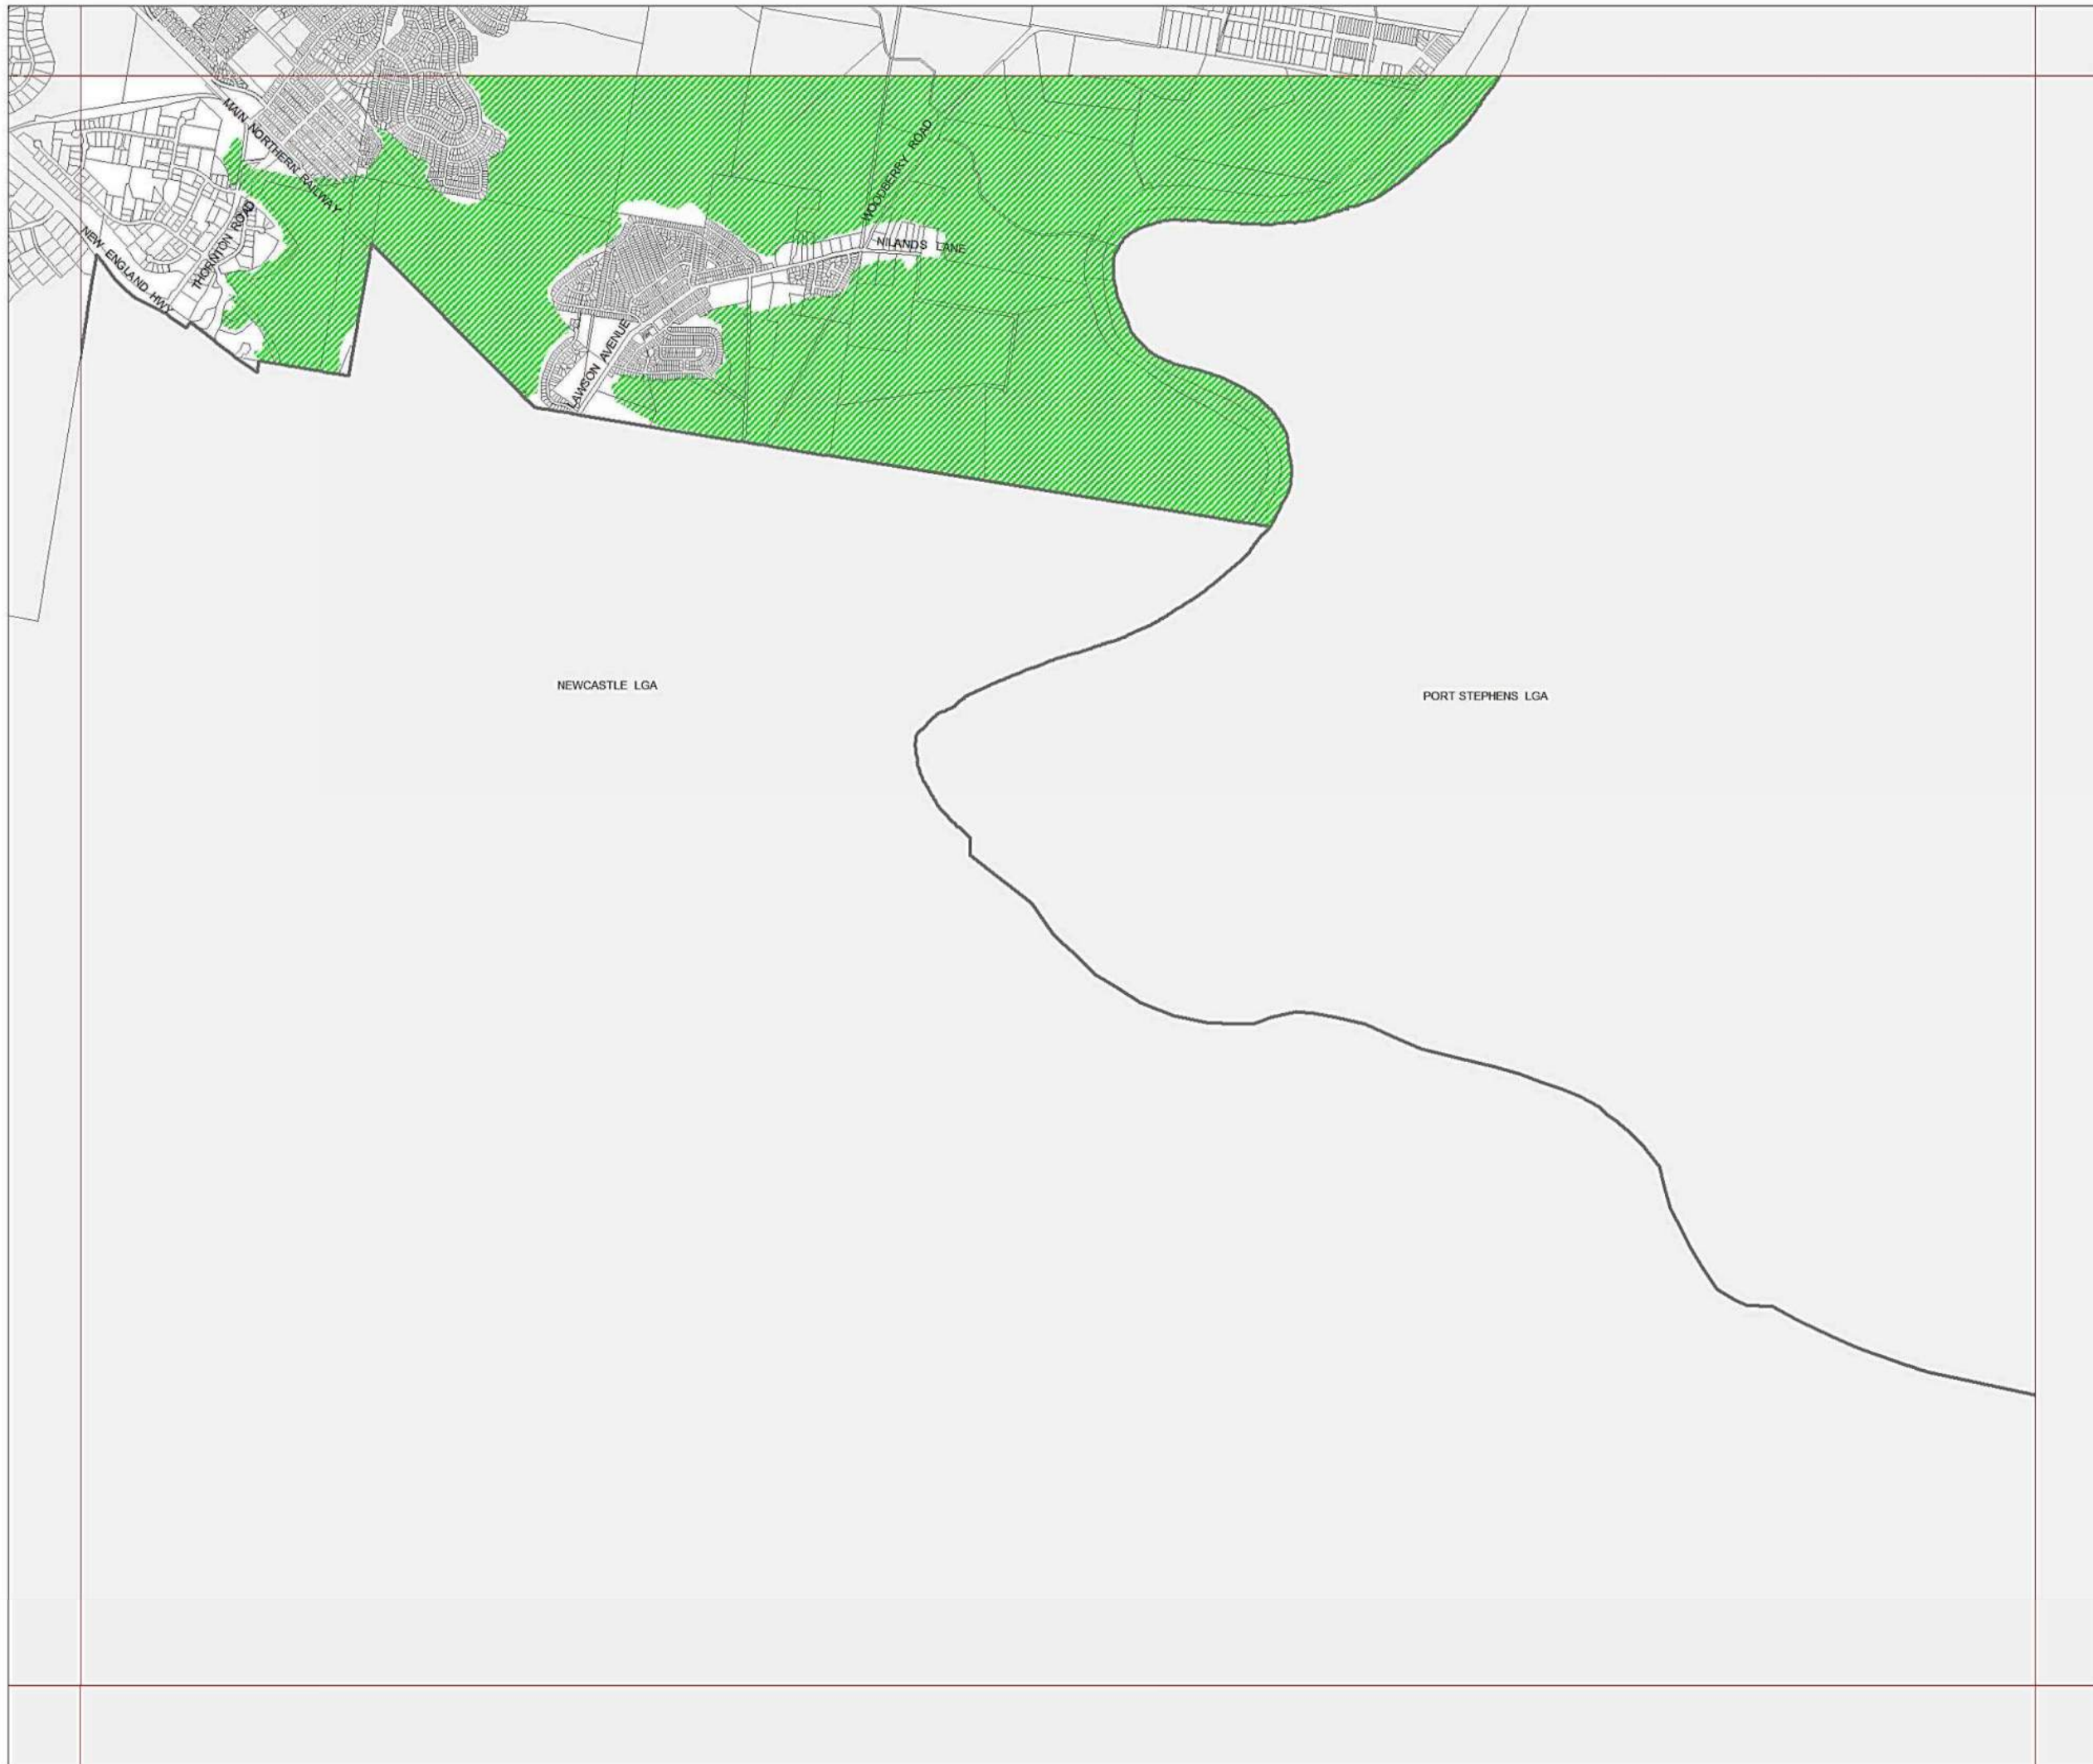 MAIN NORTHERN RAILWAY
WOODBERRY ROAD
THORNTON ROAD
NEW ENGLAND HWY
NILANDS LANE
LAWSON AVENUE
NEWCASTLE LGA
PORT STEPHENS LGA